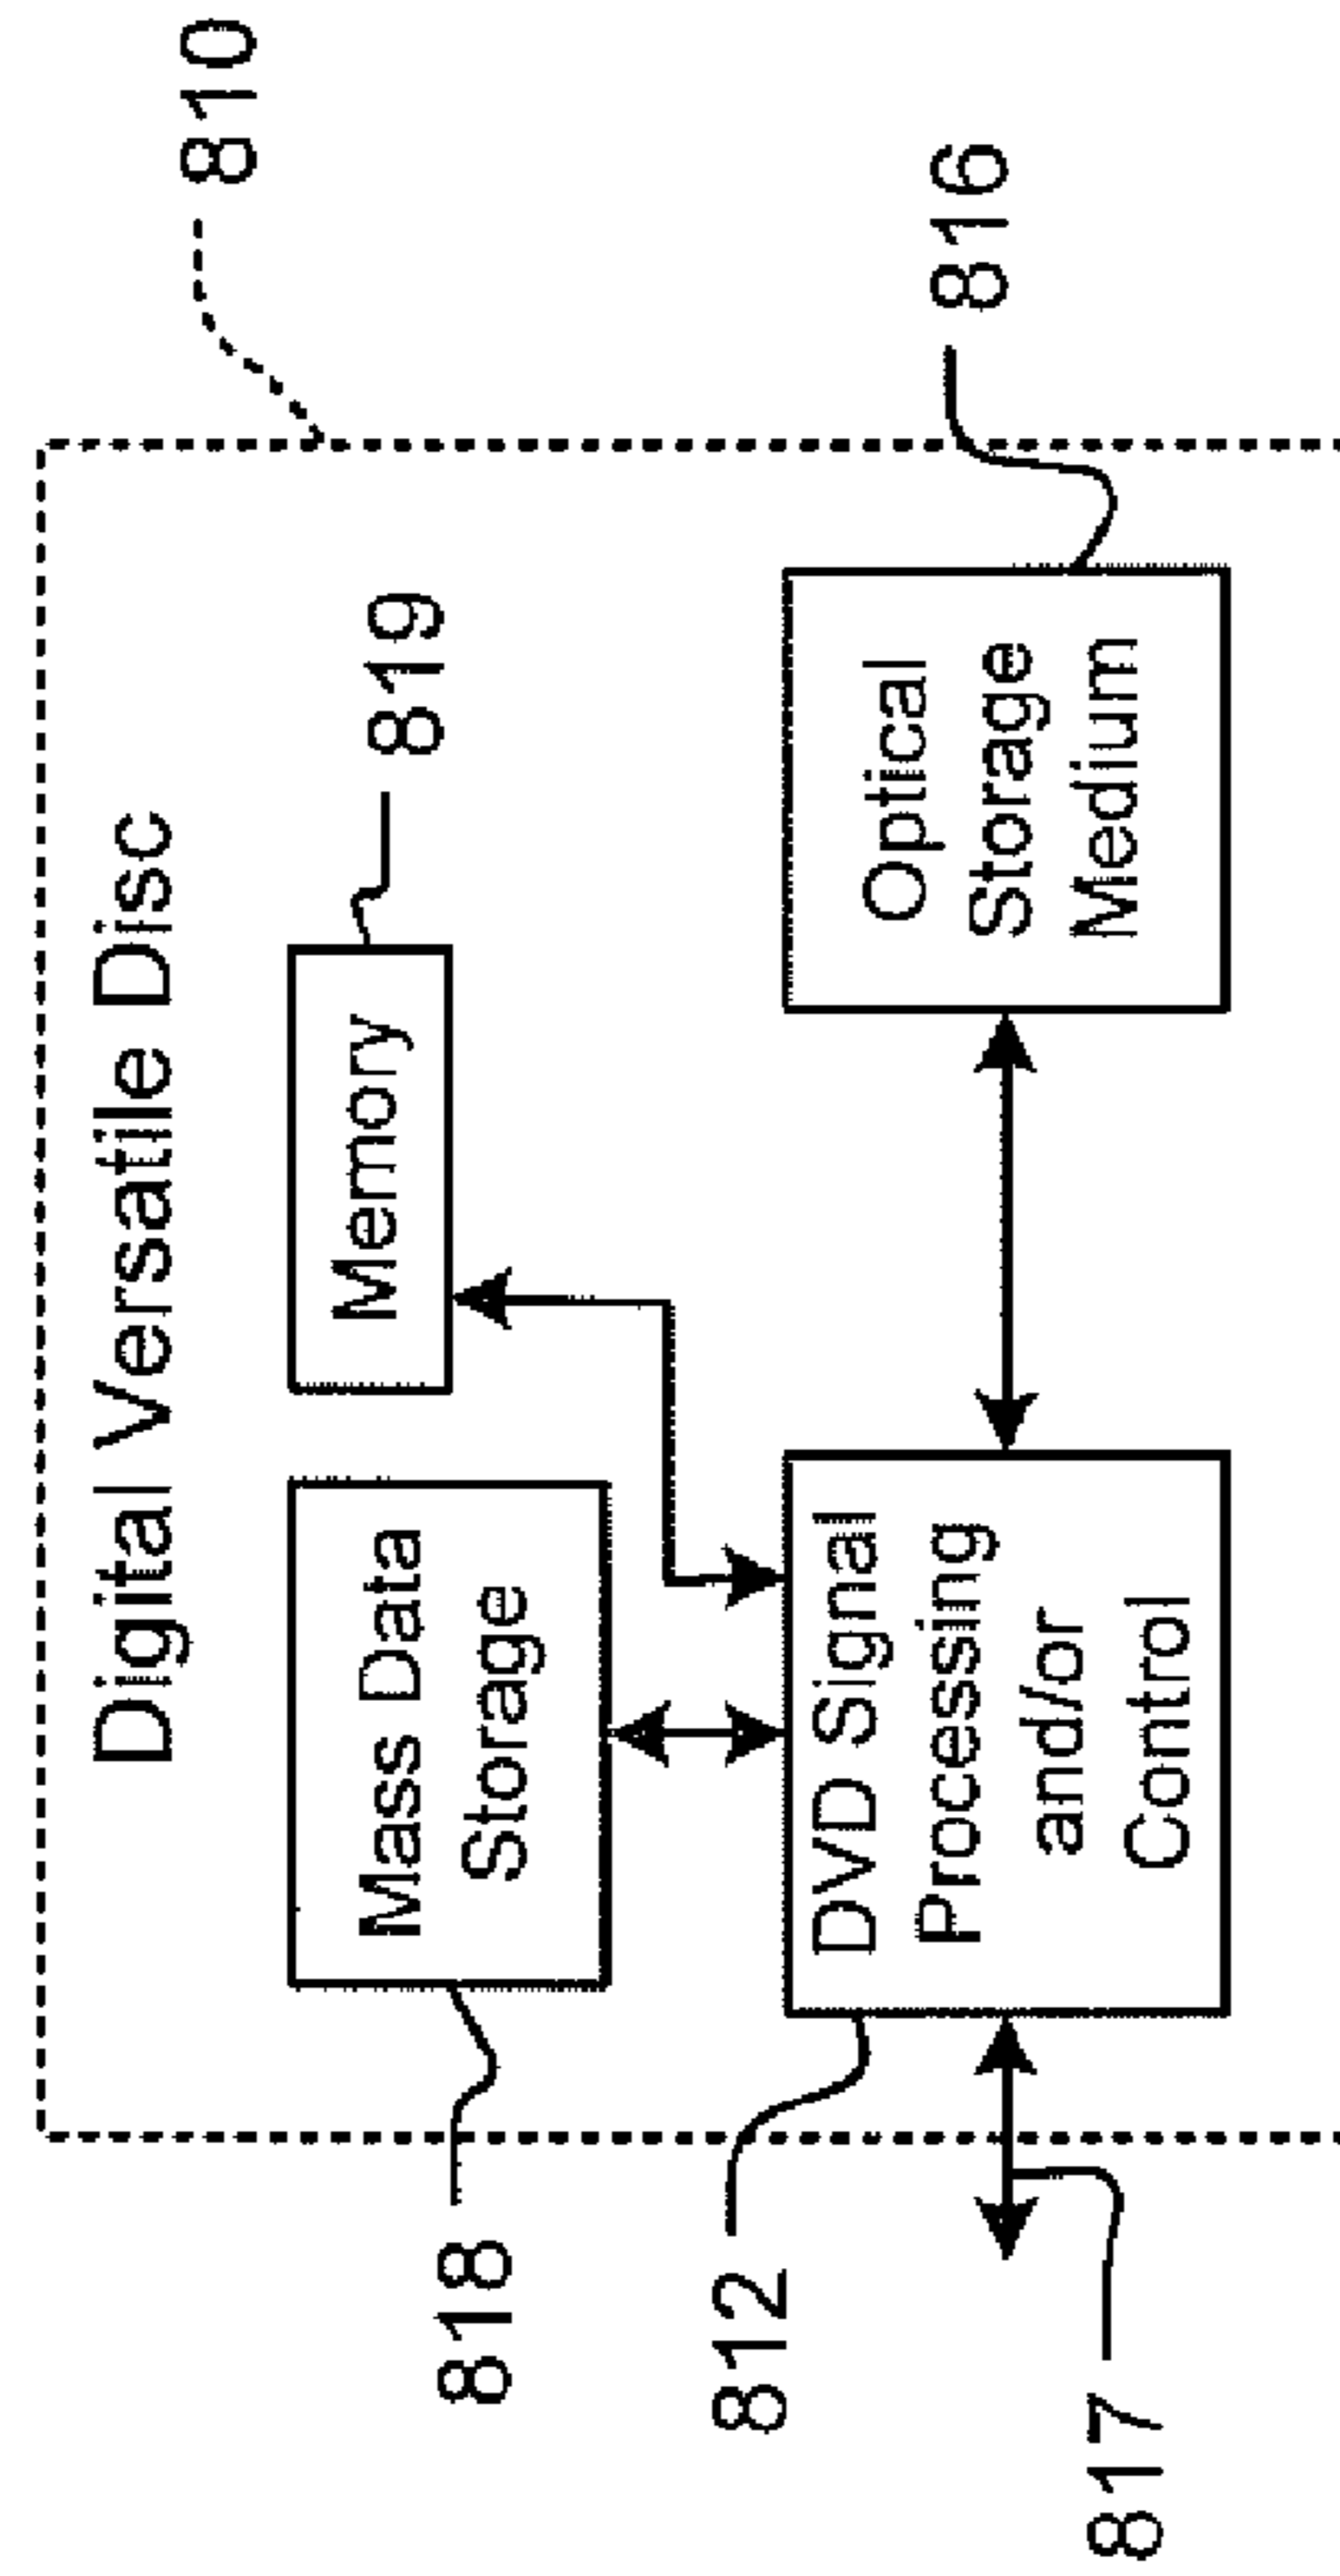 Digital Versatile Disc
810
818
Mass Data
Storage
Memory
819
812
DVD Signal
Processing
and/or
Control
Optical
Storage
Medium
816
817